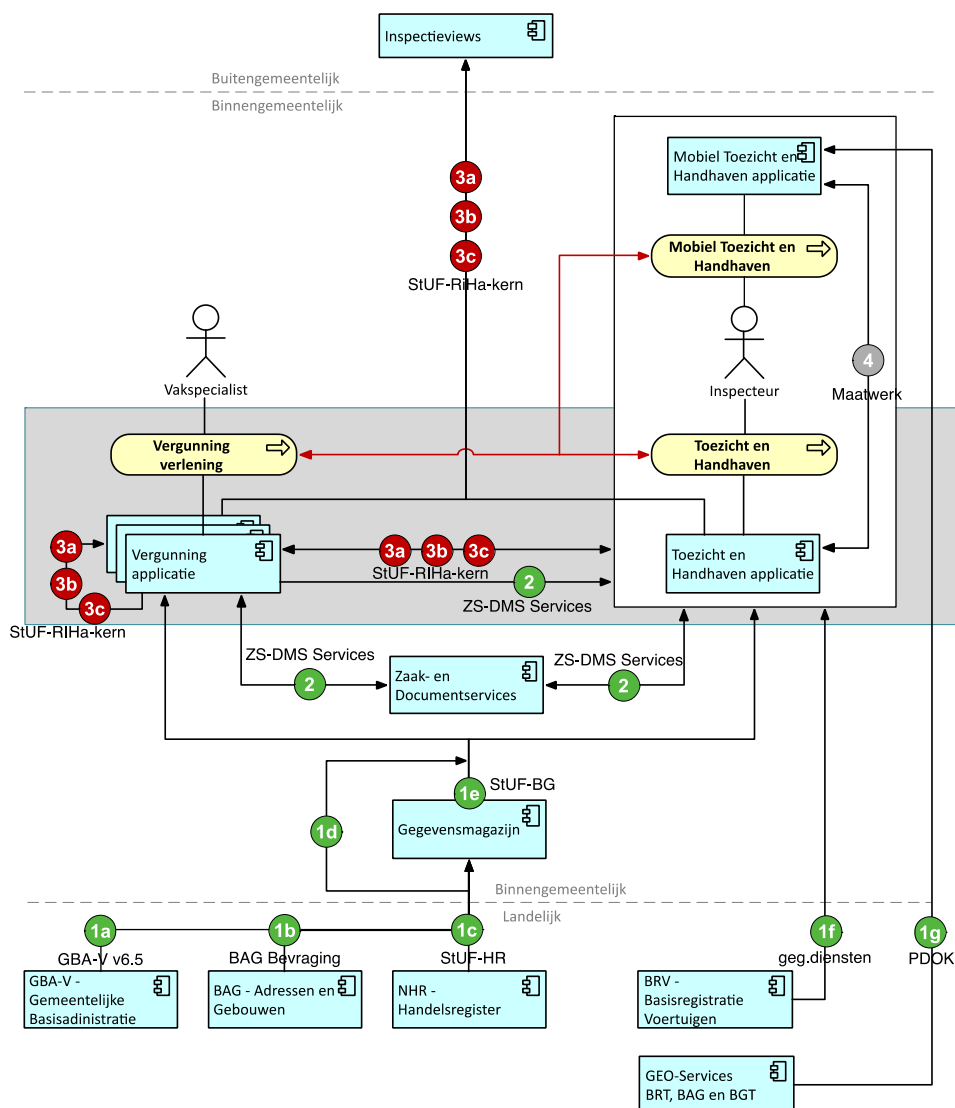 Inspectieviews
Buitengemeentelijk
Binnengemeentelijk
Mobiel Toezicht en
Handhaven applicatie
3a
3b
3c
StUF-RiHa-kern
Mobiel Toezicht en
Handhaven
Vakspecialist
Inspecteur
4
Maatwerk
Vergunning
verlening
Toezicht en
Handhaven
3a
3b
3c
StUF-RIHa-kern
Vergunning
applicatie
3a 3b 3c
StUF-RIHa-kern
2
ZS-DMS Services
Toezicht en
Handhaven applicatie
ZS-DMS Services
2
Zaak- en
Documentservices
ZS-DMS Services
2
StUF-BG
1e
1d
Gegevensmagazijn
Binnengemeentelijk
Landelijk
1a
GBA-V v6.5
1b
BAG Bevraging
1c
StUF-HR
1f
geg.diensten
1g
PDOK
GBA-V -
Gemeentelijke
Basisadinistratie
BAG - Adressen en
Gebouwen
NHR -
Handelsregister
BRV -
Basisregistratie
Voertuigen
GEO-Services
BRT, BAG en BGT